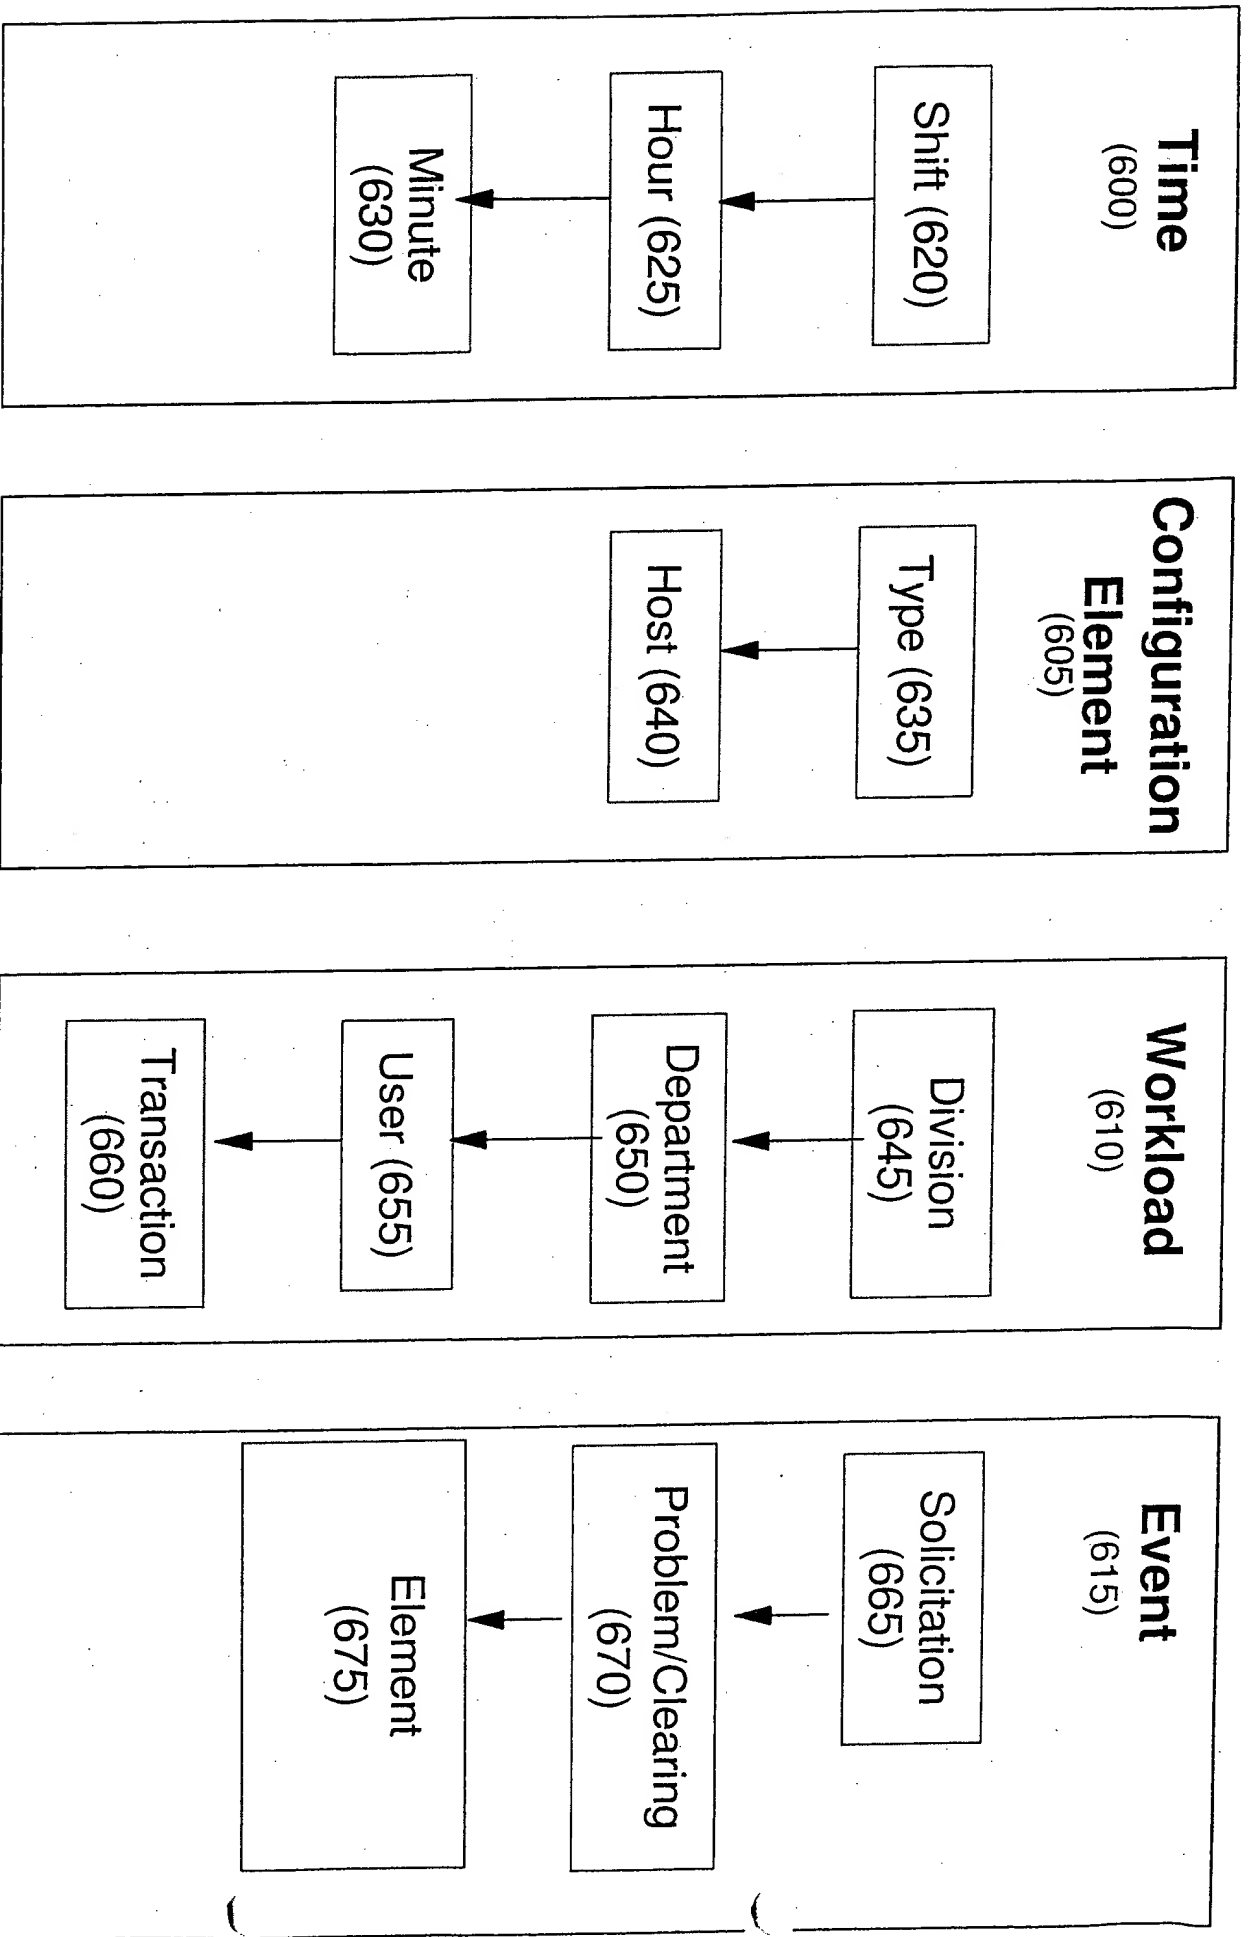 Time
(600)
Shift (620)
Hour (625)
Minute
(630)
Configuration
Element
(605)
Type (635)
Host (640)
Workload
(610)
Division
(645)
Department
(650)
User (655)
Transaction
(660)
Event
(615)
Solicitation
(665)
Problem/Clearing
(670)
Element
(675)